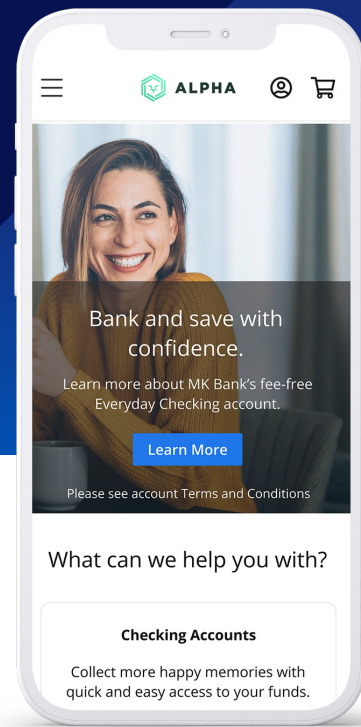 ALPHA
Bank and save with
confidence.
Learn more about MK Bank’s fee-free
Everyday Checking account.
Learn More
Please see account Terms and Conditions
What can we help you with?
Checking Accounts
Collect more happy memories with
quick and easy access to your funds.